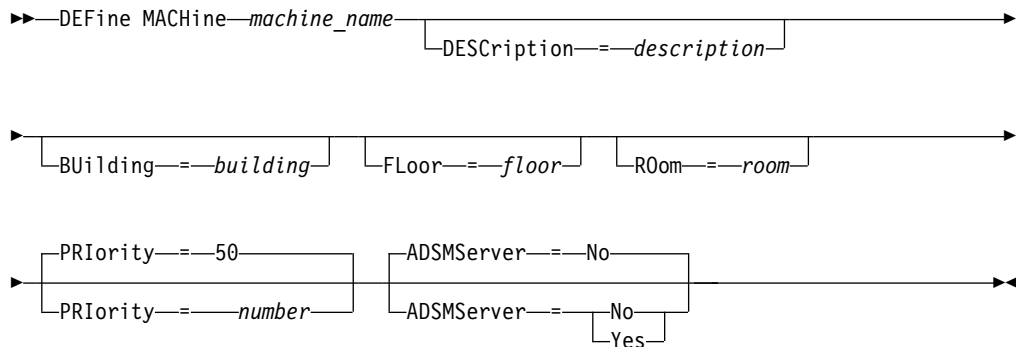 DEFine MACHine machine_name
DESCription = description
BUilding = building FLoor = floor ROom = room
PRIority = 50 ADSMServer = No
PRIority = number ADSMServer = No
Yes